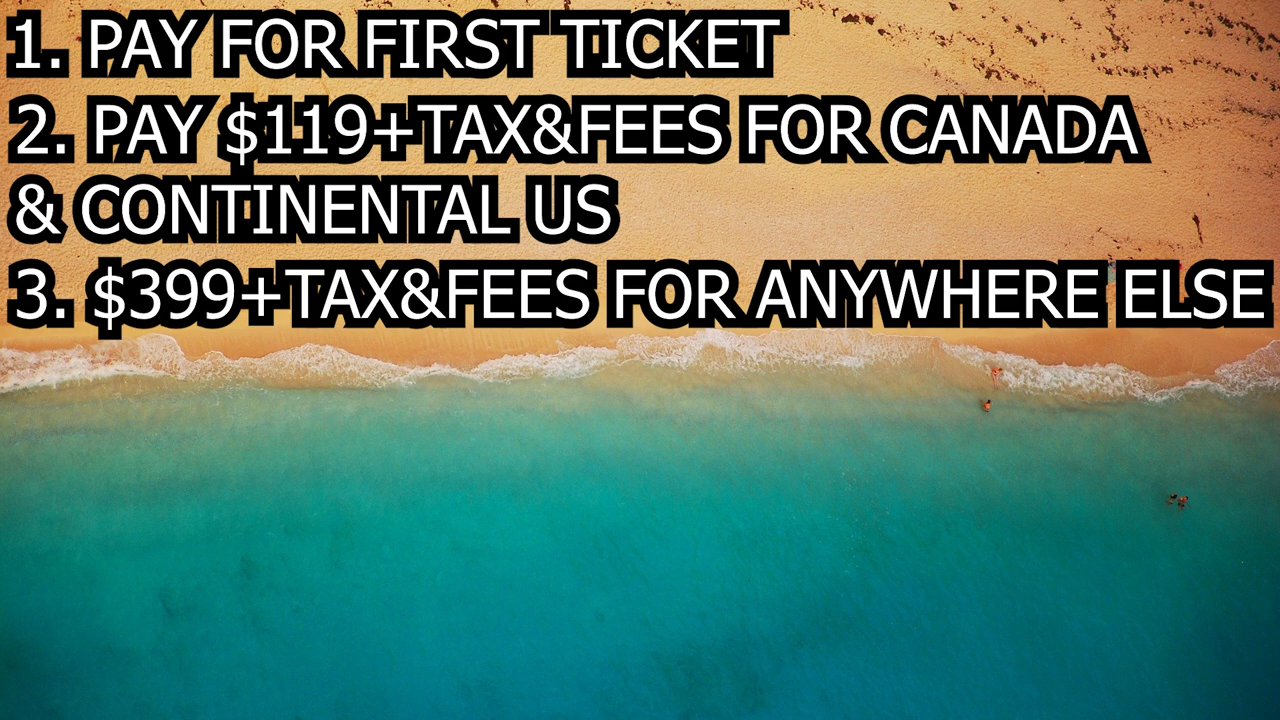 1. PAY FOR FIRST TICKET
2. PAY $119+TAX&FEES FOR CANADA
& CONTINENTAL US
3. $399+TAX&FEES FOR ANYWHERE ELSE